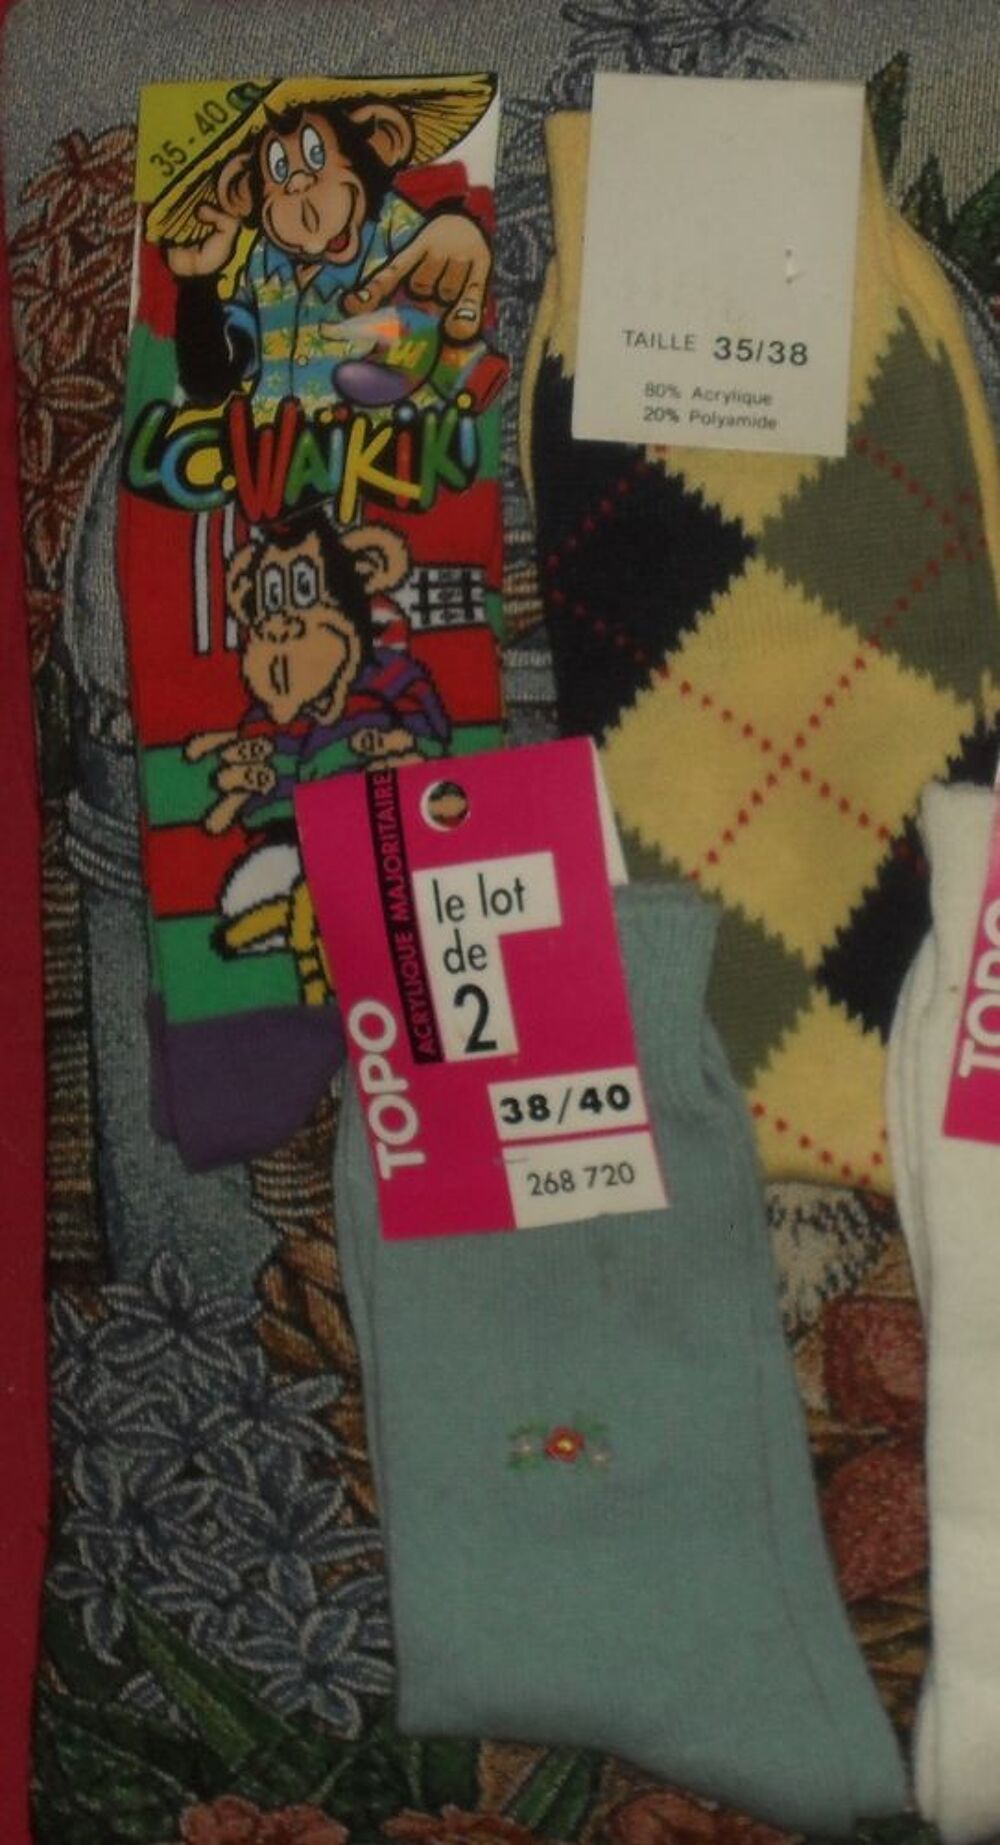 35 - 40
LC.WAÏKIKI
TAILLE 35/38
80% Acrylique
20% Polyamide
TOPO
ACRYLIQUE MAJORITAIRE
le lot
de
2
38/40
268 720
TOPO